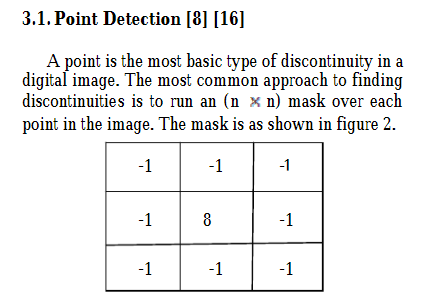 3.1. Point Detection [8] [16]
A point is the most basic type of discontinuity in a
digital image. The most common approach to finding
discontinuities is to run an (n × n) mask over each
point in the image. The mask is as shown in figure 2.
-1 -1 -1
-1 8 -1
-1 -1 -1